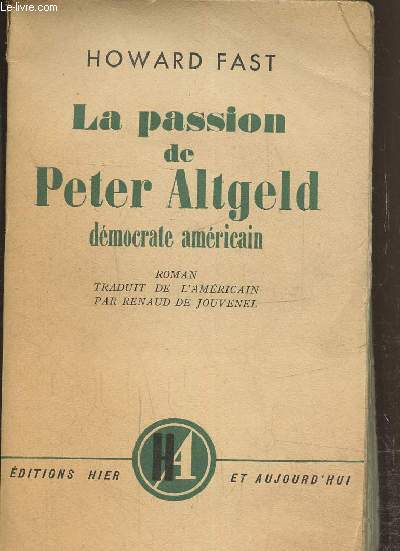 Le-livre.com
HOWARD FAST
La passion
de
Peter Altgeld
démocrate américain
ROMAN
TRADUIT DE L'AMÉRICAIN
PAR RENAUD DE JOUVENEL
HA
ÉDITIONS HIER ET AUJOURD'HUI